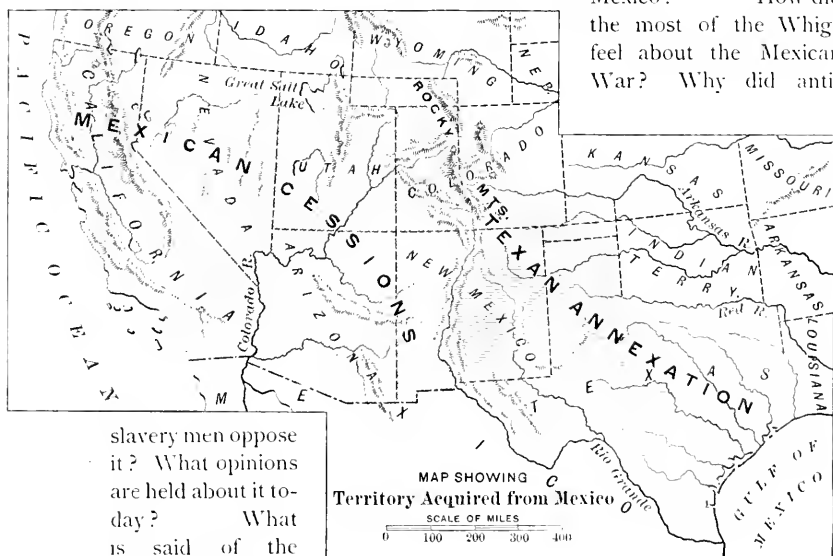 Mexico? How did
the most of the Whig
feel about the Mexican
War? Why did anti
OREGON
IDAHO
WYOMING
NEB
PACIFIC OCEAN
CALIFORNIA
NEVADA
Great Salt
Lake
UTAH
ROCKY MTS.
COLORADO
KANSAS
MISSOURI
MEXICAN CESSIONS
TEXAN ANNEXATION
Arkansas R.
INDIAN
TERRY.
ARKANSAS
Colorado R.
ARIZONA
NEW MEXICO
Red R.
LOUISIANA
TEXAS
MEXICO
Rio Grande
GULF OF
MEXICO
MAP SHOWING
Territory Acquired from Mexico
SCALE OF MILES
0 100 200 300 400
slavery men oppose
it? What opinions
are held about it to-
day? What
is said of the